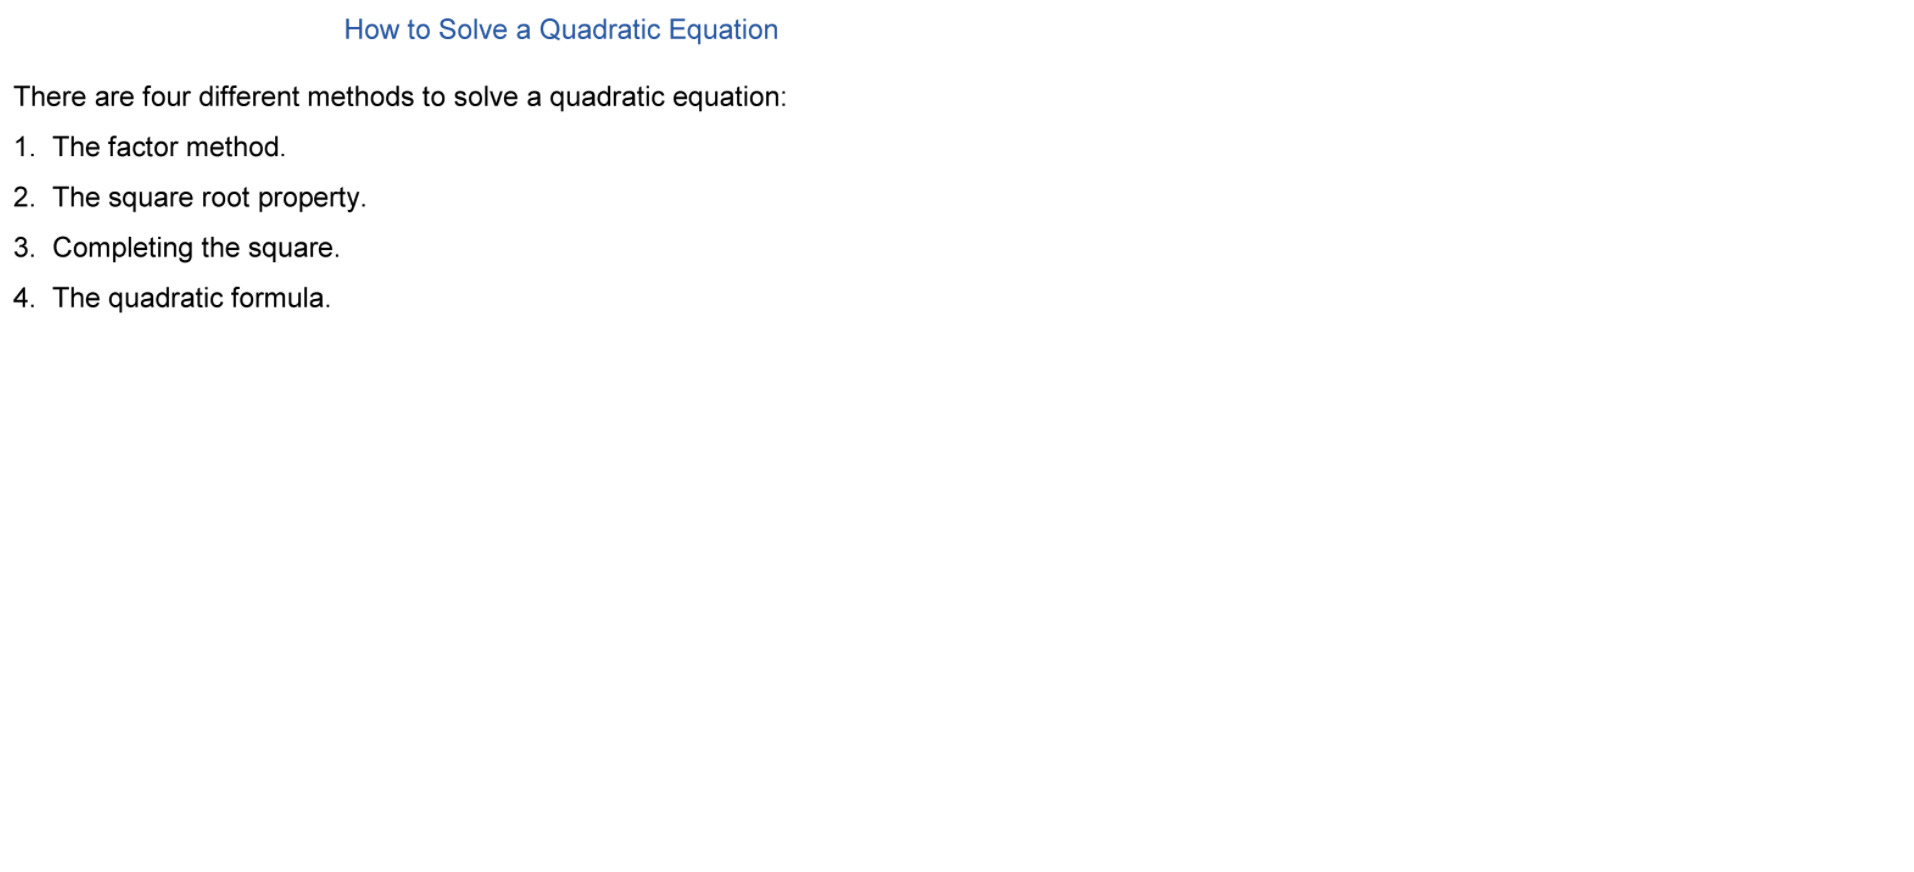 How to Solve a Quadratic Equation
There are four different methods to solve a quadratic equation:
1. The factor method.
2. The square root property.
3. Completing the square.
4. The quadratic formula.